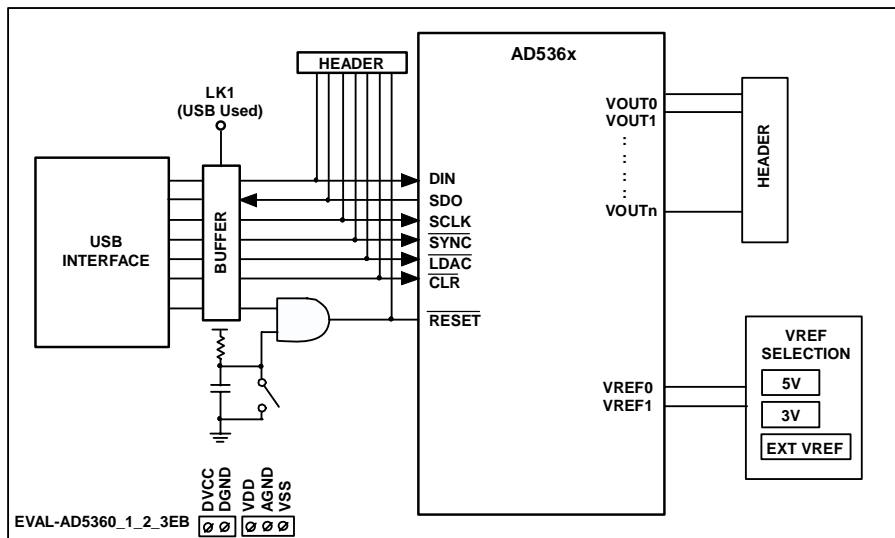 AD536x
HEADER
LK1
(USB Used)
VOUT0
VOUT1
VOUTn
HEADER
USB
INTERFACE
BUFFER
DIN
SDO
SCLK
SYNC
LDAC
CLR
RESET
VREF
SELECTION
5V
3V
EXT VREF
VREF0
VREF1
DVCC
DGND
VDD
AGND
VSS
EVAL-AD5360_1_2_3EB